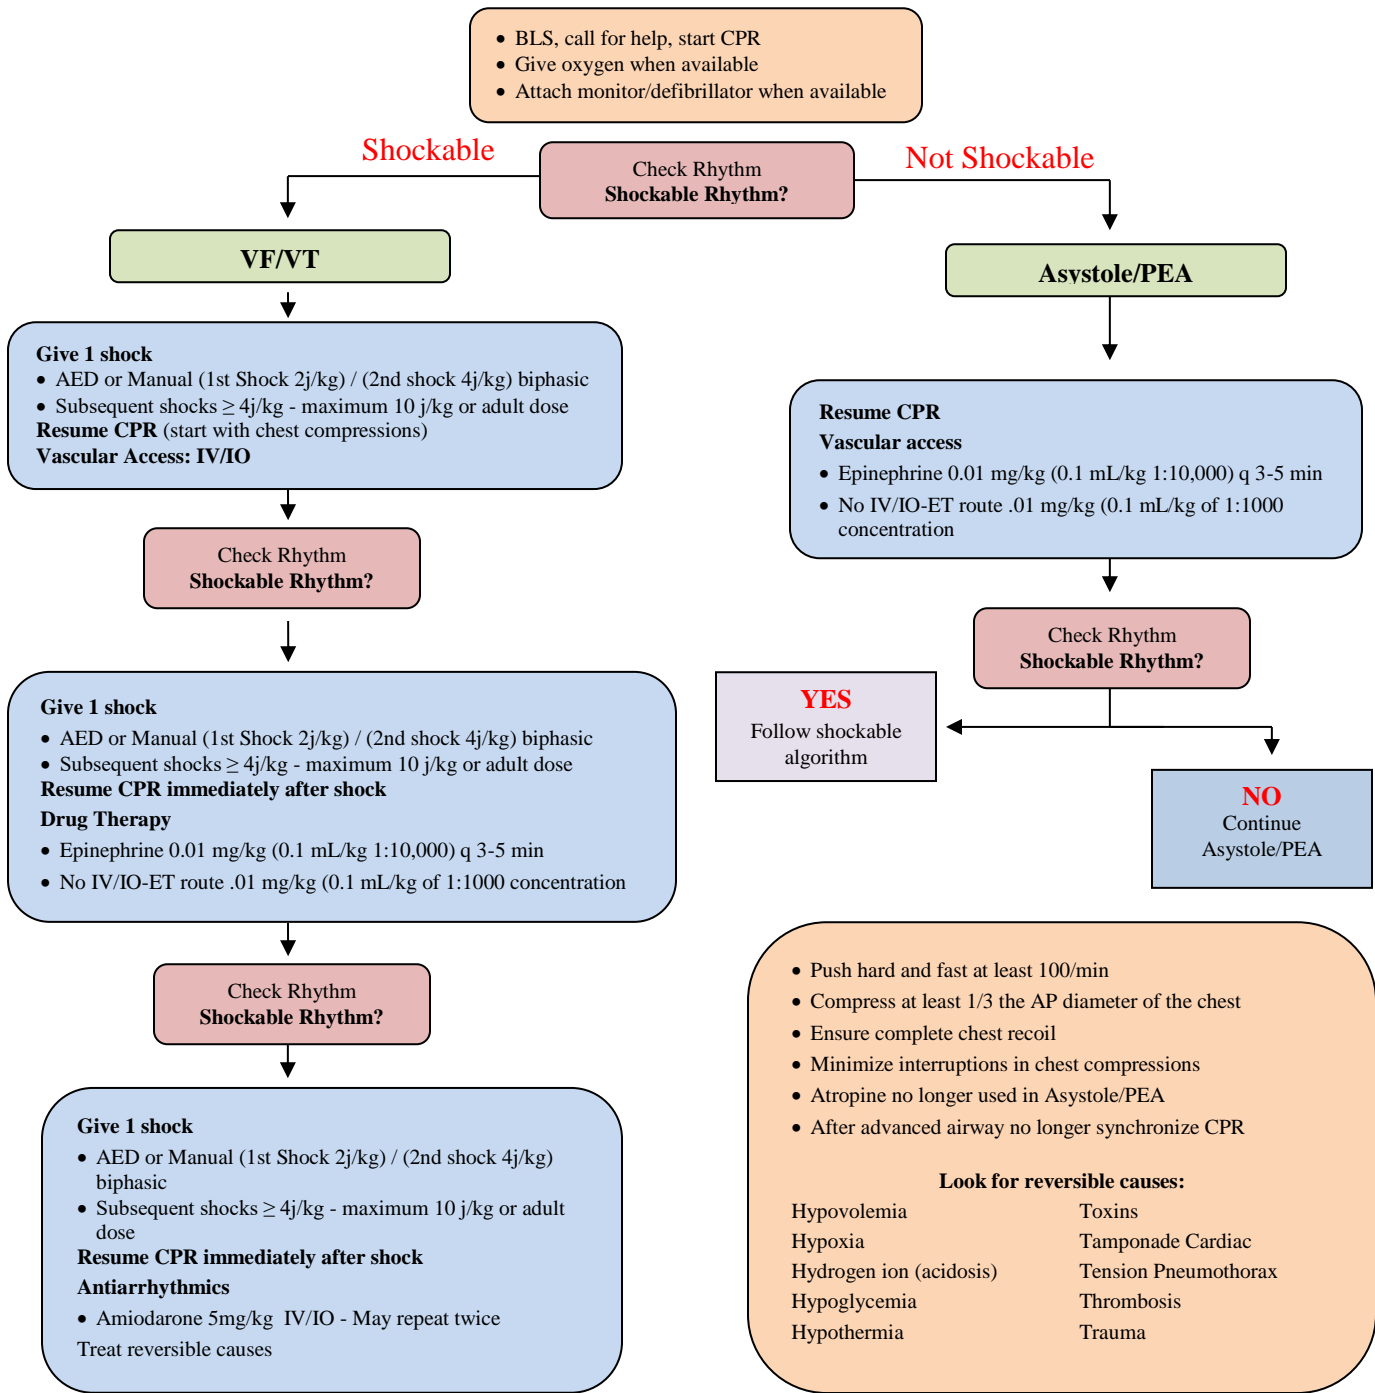 • BLS, call for help, start CPR
• Give oxygen when available
• Attach monitor/defibrillator when available
Shockable
Check Rhythm
Shockable Rhythm?
Not Shockable
VF/VT
Give 1 shock
• AED or Manual (1st Shock 2j/kg) / (2nd shock 4j/kg) biphasic
• Subsequent shocks ≥ 4j/kg - maximum 10 j/kg or adult dose
Resume CPR (start with chest compressions)
Vascular Access: IV/IO
Check Rhythm
Shockable Rhythm?
Give 1 shock
• AED or Manual (1st Shock 2j/kg) / (2nd shock 4j/kg) biphasic
• Subsequent shocks ≥ 4j/kg - maximum 10 j/kg or adult dose
Resume CPR immediately after shock
Drug Therapy
• Epinephrine 0.01 mg/kg (0.1 mL/kg 1:10,000) q 3-5 min
• No IV/IO-ET route .01 mg/kg (0.1 mL/kg of 1:1000 concentration
Check Rhythm
Shockable Rhythm?
Give 1 shock
• AED or Manual (1st Shock 2j/kg) / (2nd shock 4j/kg)
biphasic
• Subsequent shocks ≥ 4j/kg - maximum 10 j/kg or adult
dose
Resume CPR immediately after shock
Antiarrhythmics
• Amiodarone 5mg/kg IV/IO - May repeat twice
Treat reversible causes
Asystole/PEA
Resume CPR
Vascular access
• Epinephrine 0.01 mg/kg (0.1 mL/kg 1:10,000) q 3-5 min
• No IV/IO-ET route .01 mg/kg (0.1 mL/kg of 1:1000
concentration
Check Rhythm
Shockable Rhythm?
YES
Follow shockable
algorithm
NO
Continue
Asystole/PEA
• Push hard and fast at least 100/min
• Compress at least 1/3 the AP diameter of the chest
• Ensure complete chest recoil
• Minimize interruptions in chest compressions
• Atropine no longer used in Asystole/PEA
• After advanced airway no longer synchronize CPR
Look for reversible causes:
Hypovolemia Toxins
Hypoxia Tamponade Cardiac
Hydrogen ion (acidosis) Tension Pneumothorax
Hypoglycemia Thrombosis
Hypothermia Trauma